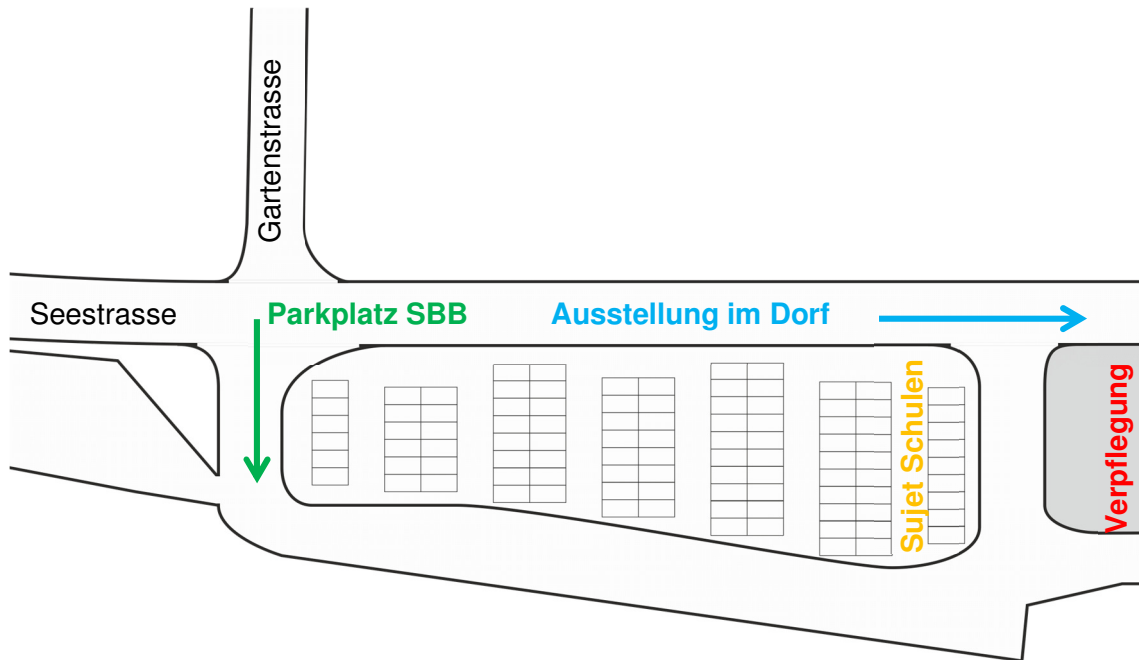 Gartenstrasse
Seestrasse
Parkplatz SBB
Ausstellung im Dorf
Sujet Schulen
Verpflegung